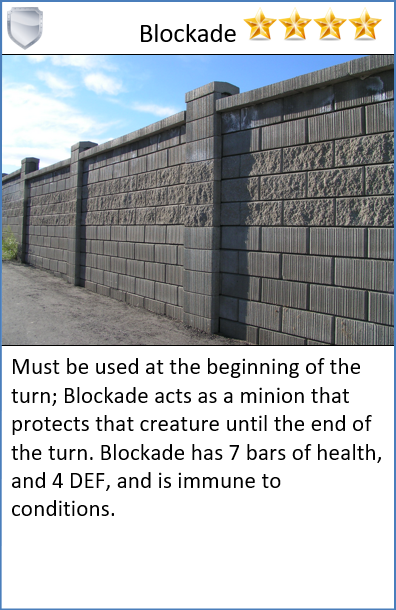 Blockade
Must be used at the beginning of the
turn; Blockade acts as a minion that
protects that creature until the end of
the turn. Blockade has 7 bars of health,
and 4 DEF, and is immune to
conditions.